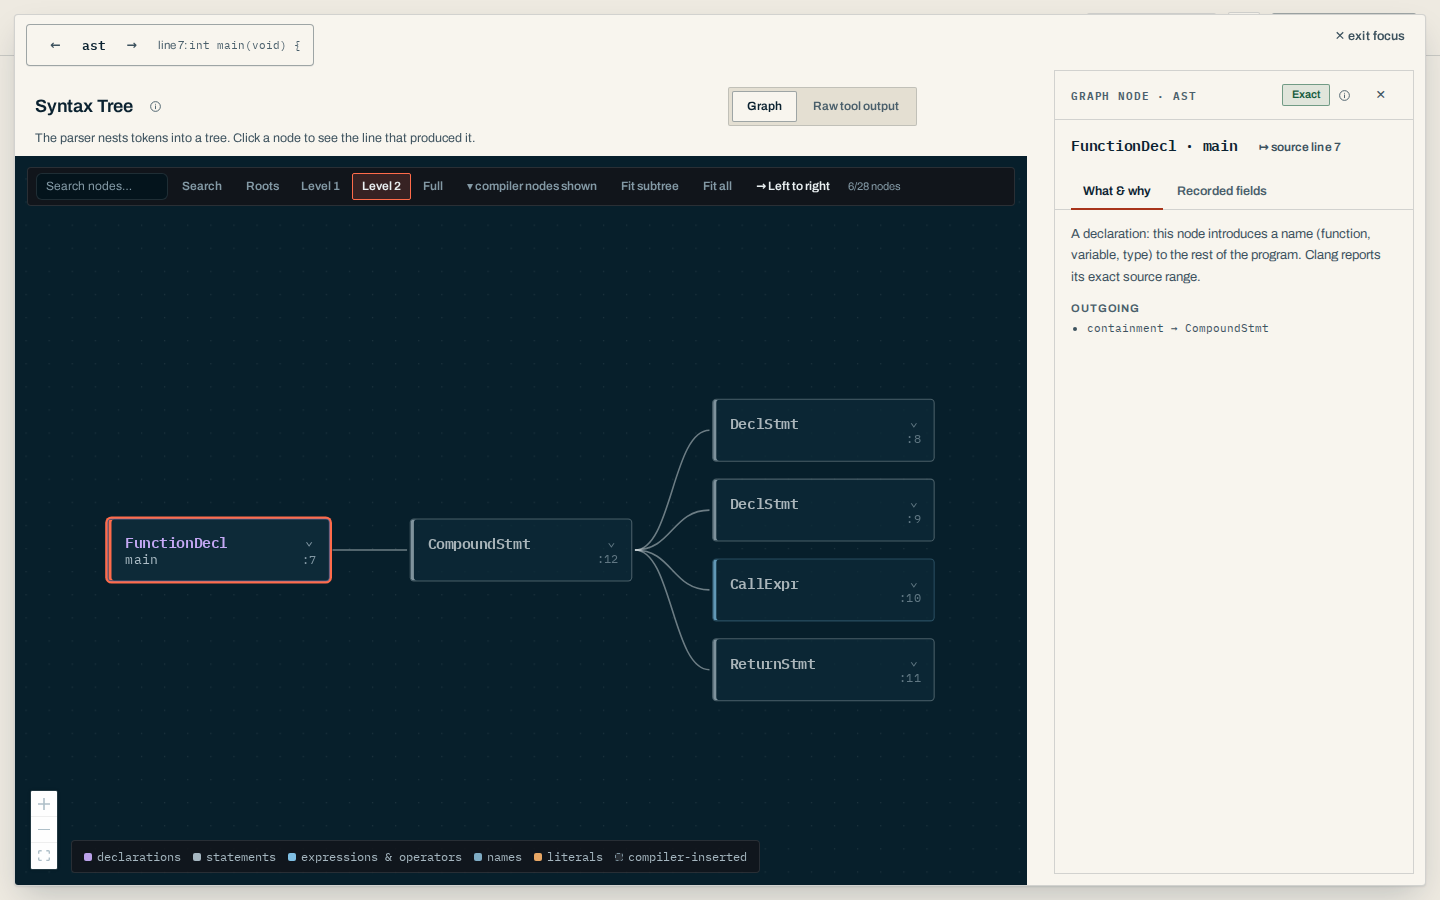 ← ast → line 7: int main(void) {
✕ exit focus
Syntax Tree
Graph Raw tool output
The parser nests tokens into a tree. Click a node to see the line that produced it.
Search nodes... Search Roots Level 1 Level 2 Full ▾ compiler nodes shown Fit subtree Fit all → Left to right 6/28 nodes
FunctionDecl
main :7
CompoundStmt
:12
DeclStmt
:8
DeclStmt
:9
CallExpr
:10
ReturnStmt
:11
declarations statements expressions & operators names literals compiler-inserted
GRAPH NODE · AST Exact ✕
FunctionDecl · main ↦ source line 7
What & why Recorded fields
A declaration: this node introduces a name (function,
variable, type) to the rest of the program. Clang reports
its exact source range.
OUTGOING
• containment → CompoundStmt